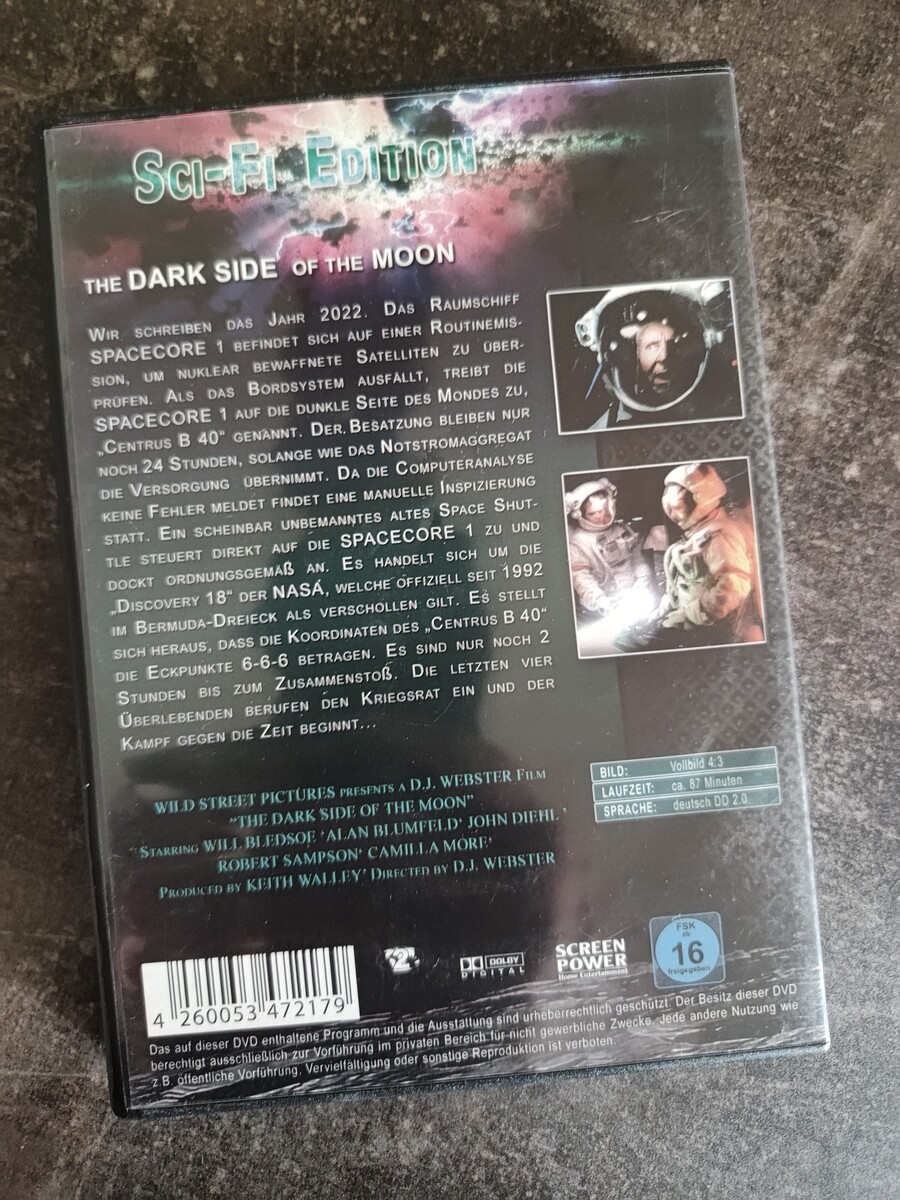 SCI-FI EDITION
THE DARK SIDE OF THE MOON
WIR SCHREIBEN DAS JAHR 2022. DAS RAUMSCHIFF
SPACECORE 1 BEFINDET SICH AUF EINER ROUTINEMIS-
SION, UM NUKLEAR BEWAFFNETE SATELLITEN ZU ÜBER-
PRÜFEN. ALS DAS BORDSYSTEM AUSFÄLLT, TREIBT DIE
SPACECORE 1 AUF DIE DUNKLE SEITE DES MONDES ZU,
„CENTRUS B 40“ GENANNT. DER BESATZUNG BLEIBEN NUR
NOCH 24 STUNDEN, SOLANGE WIE DAS NOTSTROMAGGREGAT
DIE VERSORGUNG ÜBERNIMMT. DA DIE COMPUTERANALYSE
KEINE FEHLER MELDET FINDET EINE MANUELLE INSPIZIERUNG
STATT. EIN SCHEINBAR UNBEMANNTES ALTES SPACE SHUT-
TLE STEUERT DIREKT AUF DIE SPACECORE 1 ZU UND
DOCKT ORDNUNGSGEMÄß AN. ES HANDELT SICH UM DIE
„DISCOVERY 18“ DER NASA, WELCHE OFFIZIELL SEIT 1992
IM BERMUDA-DREIECK ALS VERSCHOLLEN GILT. ES STELLT
SICH HERAUS, DASS DIE KOORDINATEN DES „CENTRUS B 40“
DIE ECKPUNKTE 6-6-6 BETRAGEN. ES SIND NUR NOCH 2
STUNDEN BIS ZUM ZUSAMMENSTOß. DIE LETZTEN VIER
ÜBERLEBENDEN BERUFEN DEN KRIEGSRAT EIN UND DER
KAMPF GEGEN DIE ZEIT BEGINNT...
BILD: Vollbild 4:3
LAUFZEIT: ca. 87 Minuten
SPRACHE: deutsch DD 2.0
WILD STREET PICTURES PRESENTS A D.J. WEBSTER FILM
"THE DARK SIDE OF THE MOON"
STARRING WILL BLEDSOE 'ALAN BLUMFELD' JOHN DIEHL '
ROBERT SAMPSON' CAMILLA MORE'
PRODUCED BY KEITH WALLEY' DIRECTED BY D.J. WEBSTER
4 260053 472179
2
DOLBY
DIGITAL
SCREEN
POWER
Home Entertainment
FSK
ab
16
freigegeben
Das auf dieser DVD enthaltene Programm und die Ausstattung sind urheberrechtlich geschützt. Der Besitz dieser DVD
berechtigt ausschließlich zur Vorführung im privaten Bereich für nicht gewerbliche Zwecke. Jede andere Nutzung wie
z.B. öffentliche Vorführung, Vervielfältigung oder sonstige Reproduktion ist verboten.